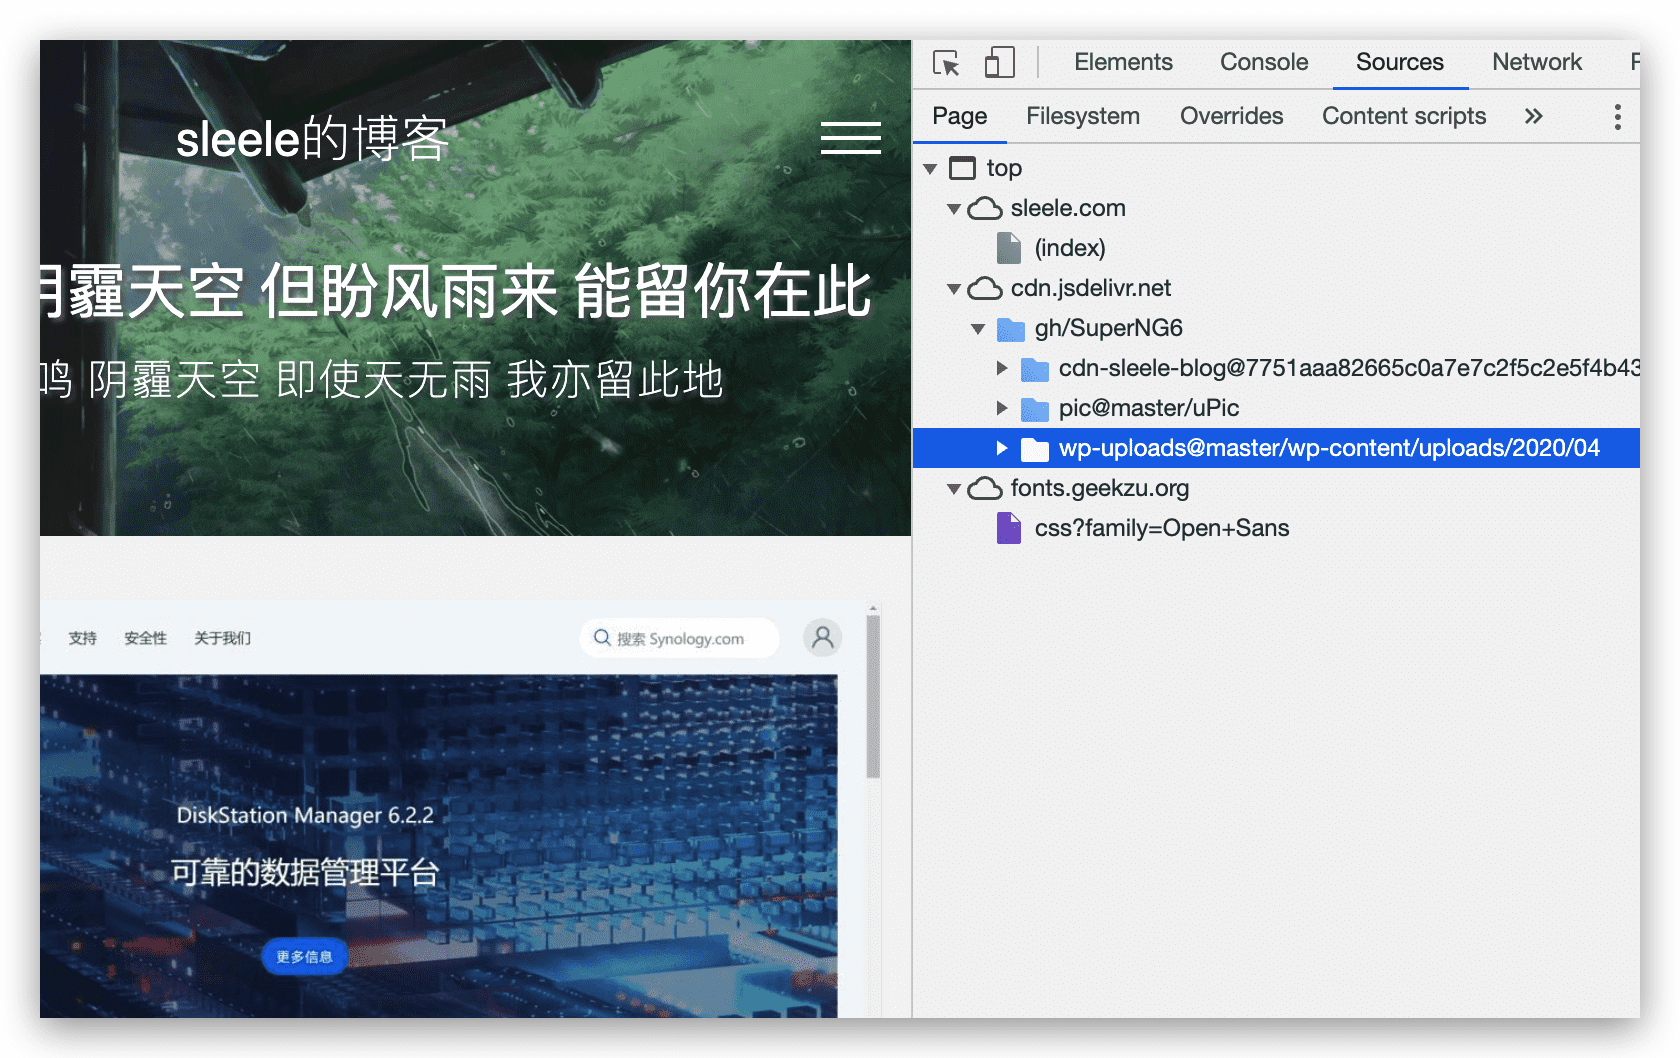 sleele的博客
阴霾天空 但盼风雨来 能留你在此
鸣 阴霾天空 即使天无雨 我亦留此地
支持 安全性 关于我们 搜索 Synology.com
DiskStation Manager 6.2.2
可靠的数据管理平台
更多信息
Elements Console Sources Network
Page Filesystem Overrides Content scripts »
top
sleele.com
(index)
cdn.jsdelivr.net
gh/SuperNG6
cdn-sleele-blog@7751aaa82665c0a7e7c2f5c2e5f4b43
pic@master/uPic
wp-uploads@master/wp-content/uploads/2020/04
fonts.geekzu.org
css?family=Open+Sans